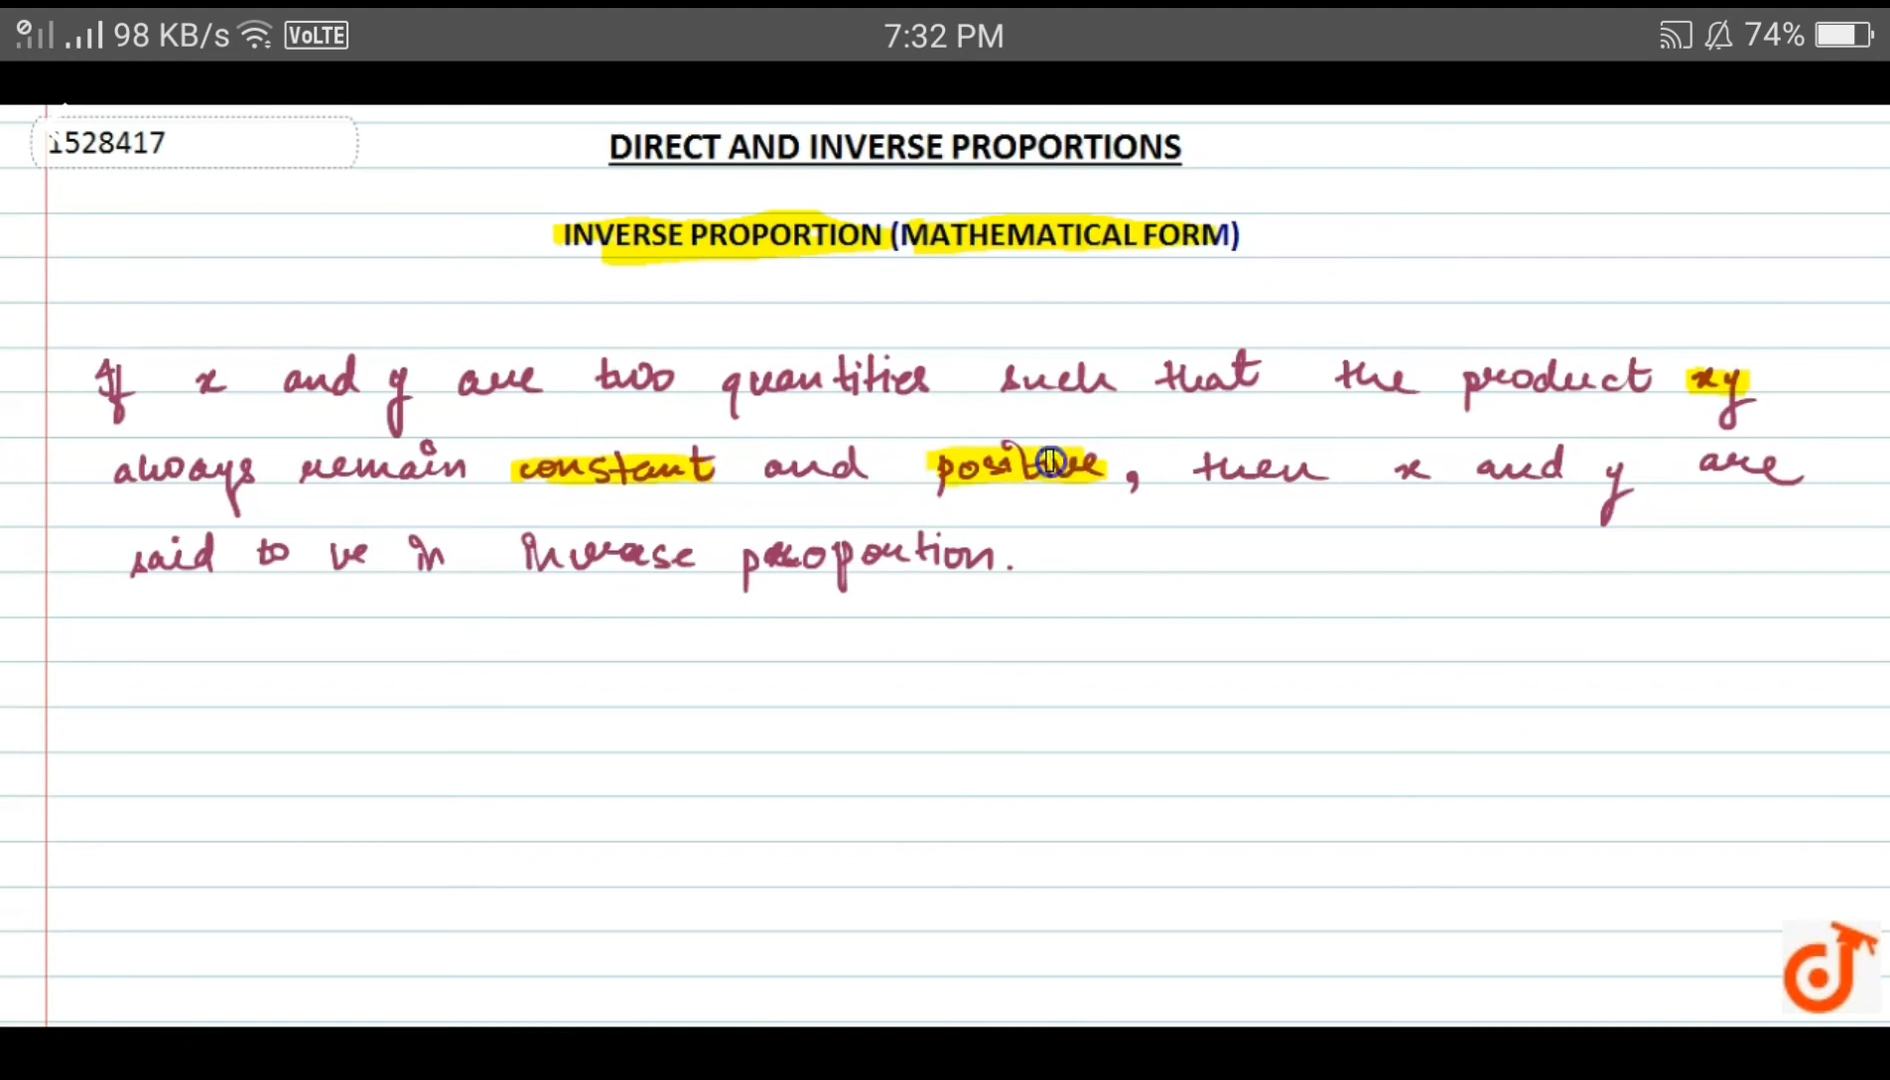 98 KB/s VoLTE 7:32 PM 74%
1528417
DIRECT AND INVERSE PROPORTIONS
INVERSE PROPORTION (MATHEMATICAL FORM)
If x and y are two quantities such that the product xy
always remain constant and positive, then x and y are
said to be in inverse proportion.